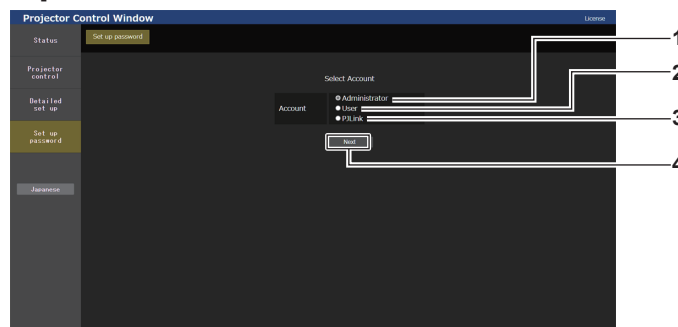 Projector Control Window
License
Status
Set up password
1
Projector
control
Select Account
2
Detailed
set up
Account
Administrator
User
PJLink
3
Set up
password
Next
4
Japanese